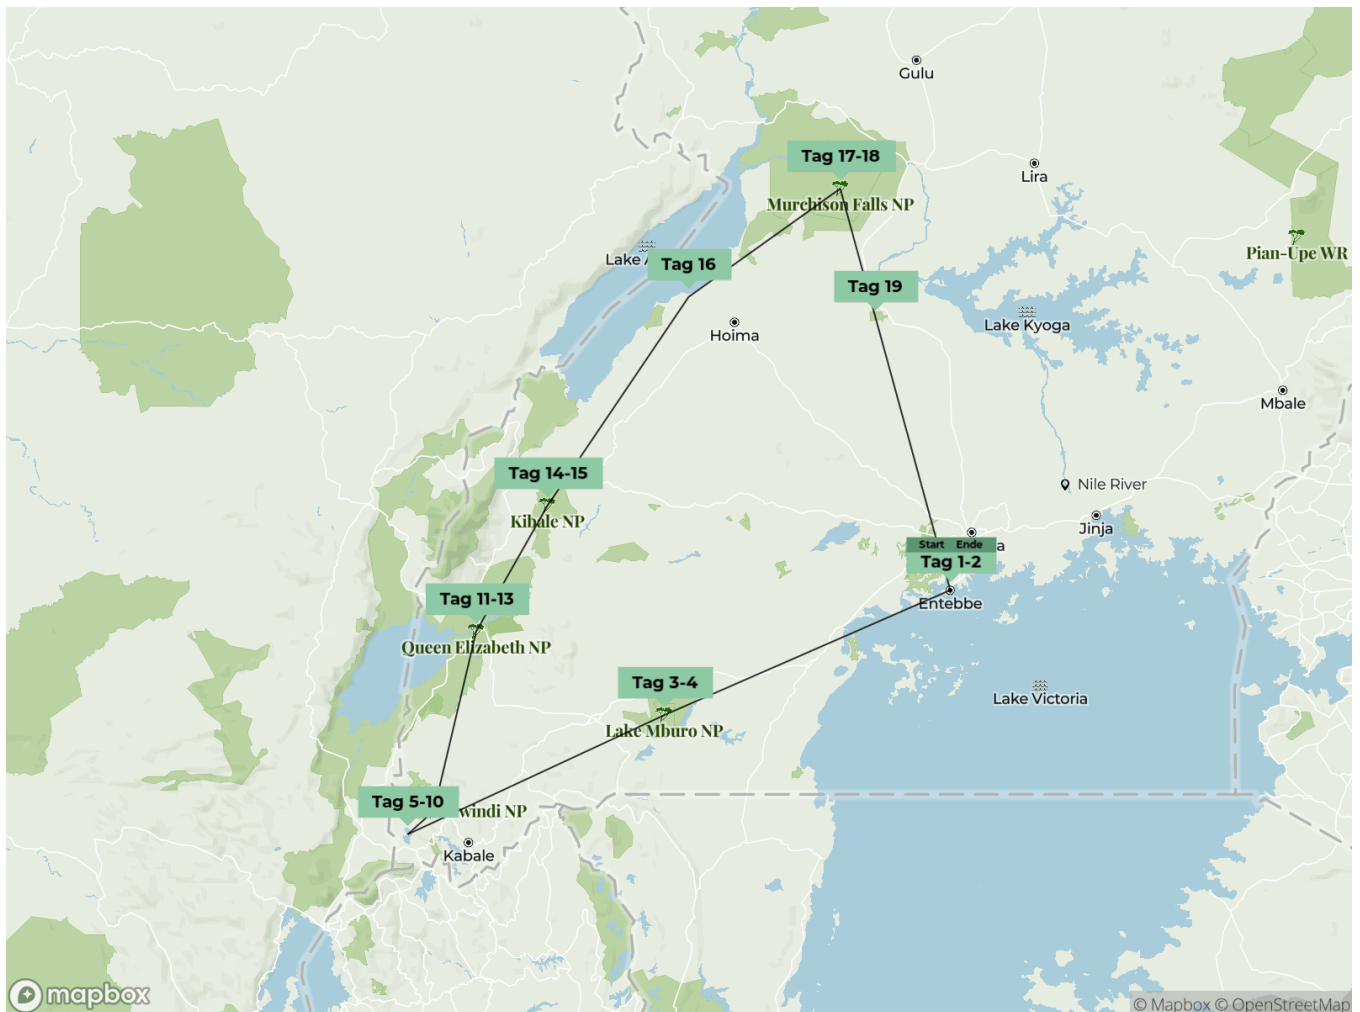 Gulu
Tag 17-18
Lira
Murchison Falls NP
Pian-Upe WR
Lake
Tag 16
Tag 19
Lake Kyoga
Hoima
Mbale
Tag 14-15
Nile River
Kibale NP
Jinja
Start Ende
Tag 1-2
Entebbe
Tag 11-13
Queen Elizabeth NP
Tag 3-4
Lake Victoria
Lake Mburo NP
Tag 5-10
windi NP
Kabale
mapbox
© Mapbox © OpenStreetMap